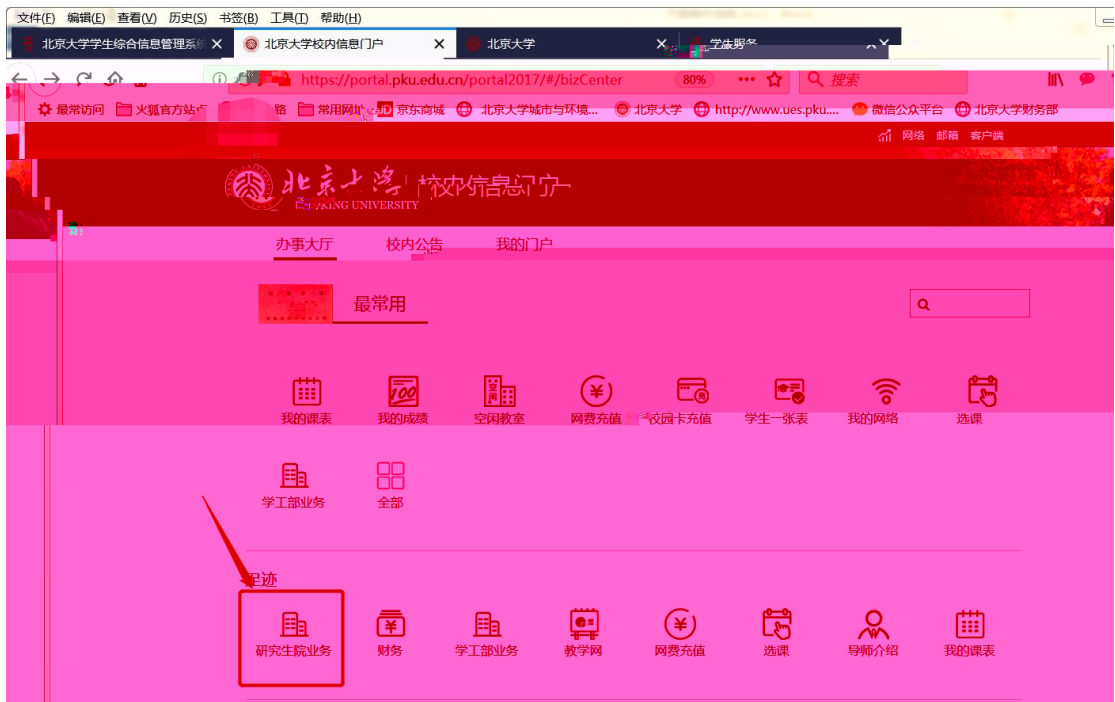 文件(F) 编辑(E) 查看(V) 历史(S) 书签(B) 工具(T) 帮助(H)
北京大学学生综合信息管理系统 北京大学校内信息门户 北京大学
https://portal.pku.edu.cn/portal2017/#/bizCenter 80% 搜索
最常访问 火狐官方站点 常用网址 京东商城 北京大学城市与环境... 北京大学 http://www.ues.pku.... 微信公众平台 北京大学财务部
网络 邮箱 客户端
北京大学 校内信息门户
PEKING UNIVERSITY
办事大厅 校内公告 我的门户
最常用
我的课表 我的成绩 空闲教室 网费充值 校园卡充值 学生一张表 我的网络 选课
学工部业务 全部
足迹
研究生院业务 财务 学工部业务 教学网 网费充值 选课 导师介绍 我的课表